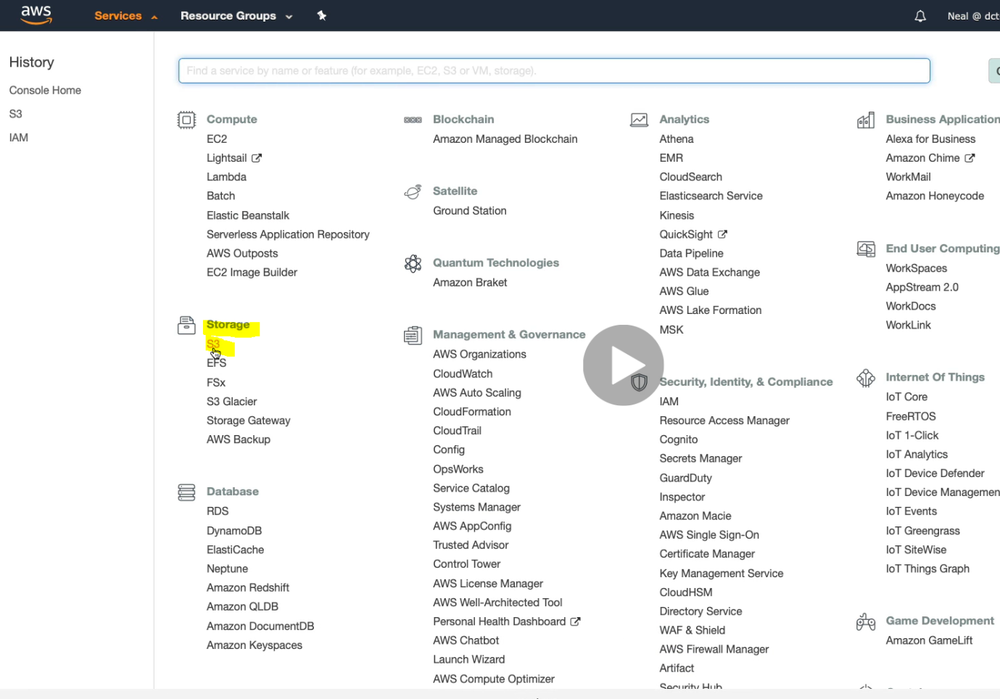 aws
Services
Resource Groups
Neal @ dct
History
Console Home
S3
IAM
Find a service by name or feature (for example, EC2, S3 or VM, storage).
Compute
EC2
Lightsail
Lambda
Batch
Elastic Beanstalk
Serverless Application Repository
AWS Outposts
EC2 Image Builder
Storage
S3
EFS
FSx
S3 Glacier
Storage Gateway
AWS Backup
Database
RDS
DynamoDB
ElastiCache
Neptune
Amazon Redshift
Amazon QLDB
Amazon DocumentDB
Amazon Keyspaces
Blockchain
Amazon Managed Blockchain
Satellite
Ground Station
Quantum Technologies
Amazon Braket
Management & Governance
AWS Organizations
CloudWatch
AWS Auto Scaling
CloudFormation
CloudTrail
Config
OpsWorks
Service Catalog
Systems Manager
AWS AppConfig
Trusted Advisor
Control Tower
AWS License Manager
AWS Well-Architected Tool
Personal Health Dashboard
AWS Chatbot
Launch Wizard
AWS Compute Optimizer
Analytics
Athena
EMR
CloudSearch
Elasticsearch Service
Kinesis
QuickSight
Data Pipeline
AWS Data Exchange
AWS Glue
AWS Lake Formation
MSK
Security, Identity, & Compliance
IAM
Resource Access Manager
Cognito
Secrets Manager
GuardDuty
Inspector
Amazon Macie
AWS Single Sign-On
Certificate Manager
Key Management Service
CloudHSM
Directory Service
WAF & Shield
AWS Firewall Manager
Artifact
Security Hub
Business Application
Alexa for Business
Amazon Chime
WorkMail
Amazon Honeycode
End User Computing
WorkSpaces
AppStream 2.0
WorkDocs
WorkLink
Internet Of Things
IoT Core
FreeRTOS
IoT 1-Click
IoT Analytics
IoT Device Defender
IoT Device Managemen
IoT Events
IoT Greengrass
IoT SiteWise
IoT Things Graph
Game Development
Amazon GameLift